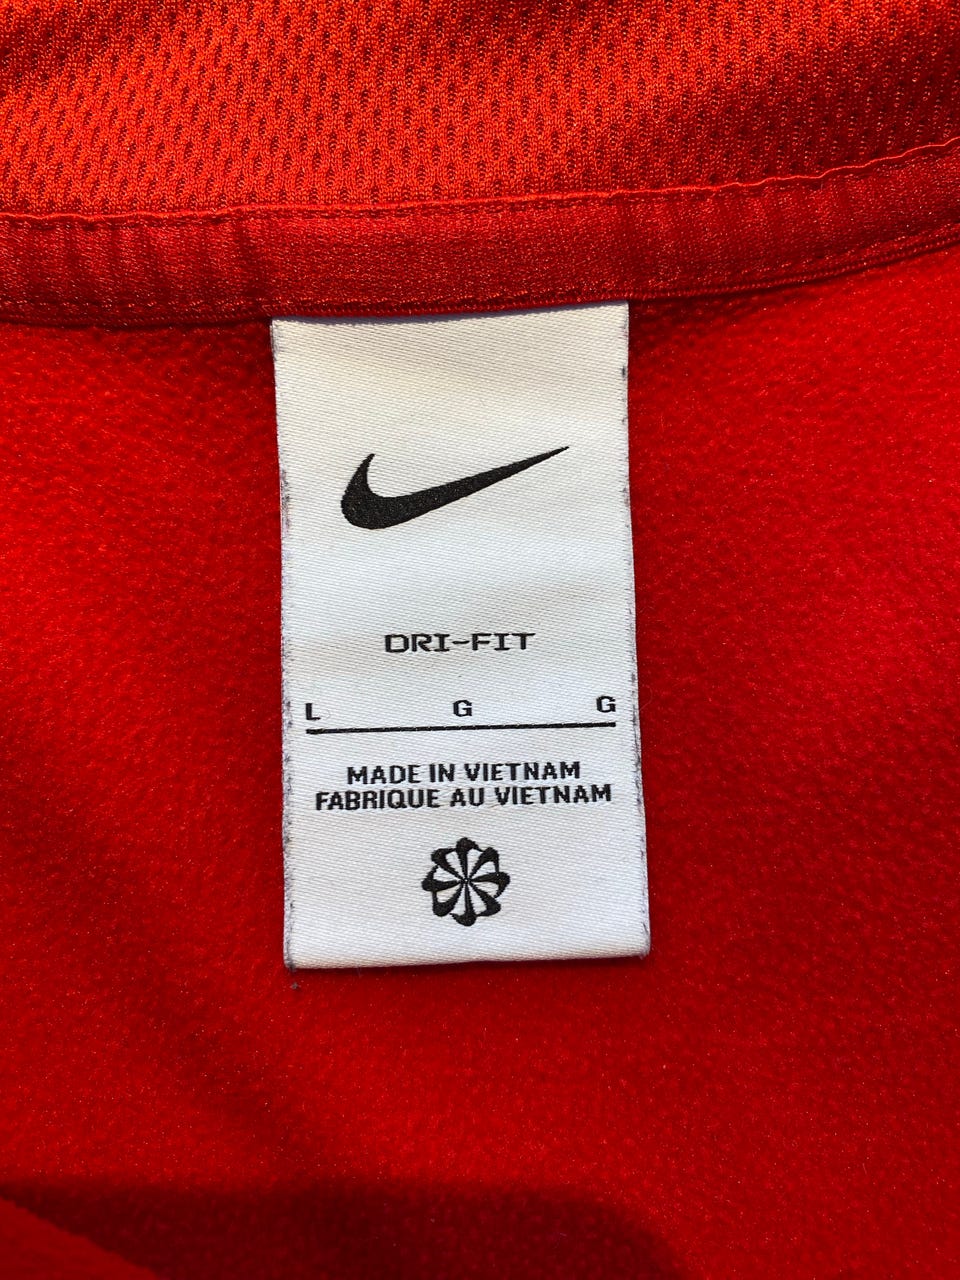 DRI-FIT
L G G
MADE IN VIETNAM
FABRIQUE AU VIETNAM